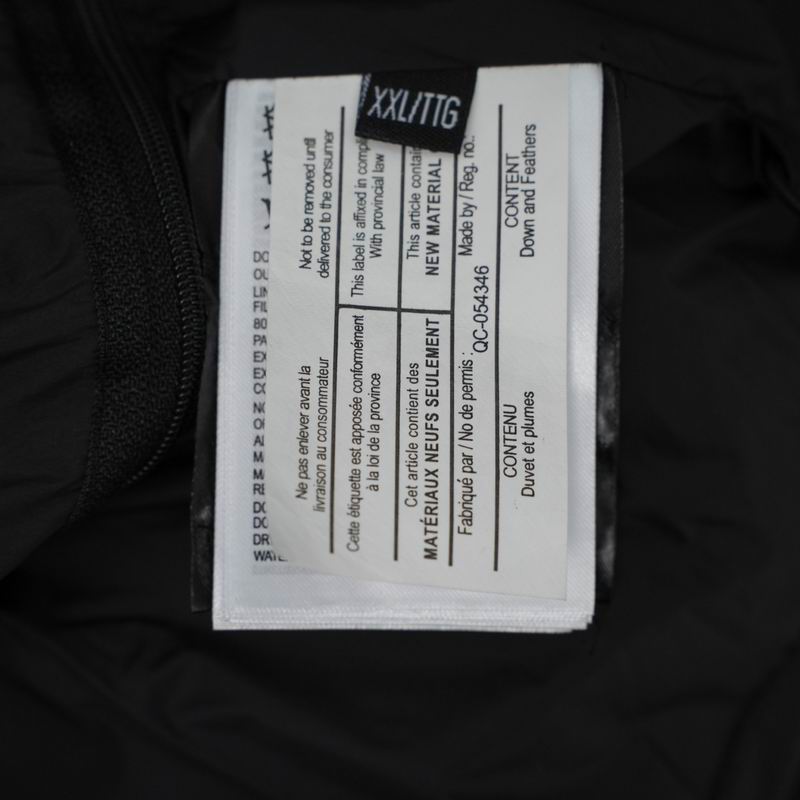 XXL/TTG
Not to be removed until
delivered to the consumer
Ne pas enlever avant la
livraison au consommateur
This label is affixed in
With provincial law
Cette étiquette est apposée conformément
à la loi de la province
This article
NEW MATERIAL
Cet article contient des
MATÉRIAUX NEUFS SEULEMENT
Made by / Reg. no.:
Fabriqué par / No de permis :
QC-054346
CONTENT
Down and Feathers
CONTENU
Duvet et plumes
80